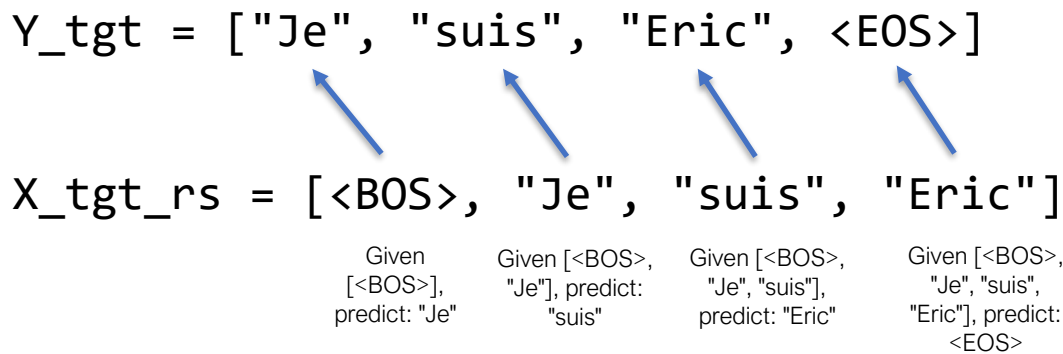 Y_tgt = ["Je", "suis", "Eric", <EOS>]
X_tgt_rs = [<BOS>, "Je", "suis", "Eric"]
Given
[<BOS>],
predict: "Je"
Given [<BOS>,
"Je"], predict:
"suis"
Given [<BOS>,
"Je", "suis"],
predict: "Eric"
Given [<BOS>,
"Je", "suis",
"Eric"], predict:
<EOS>